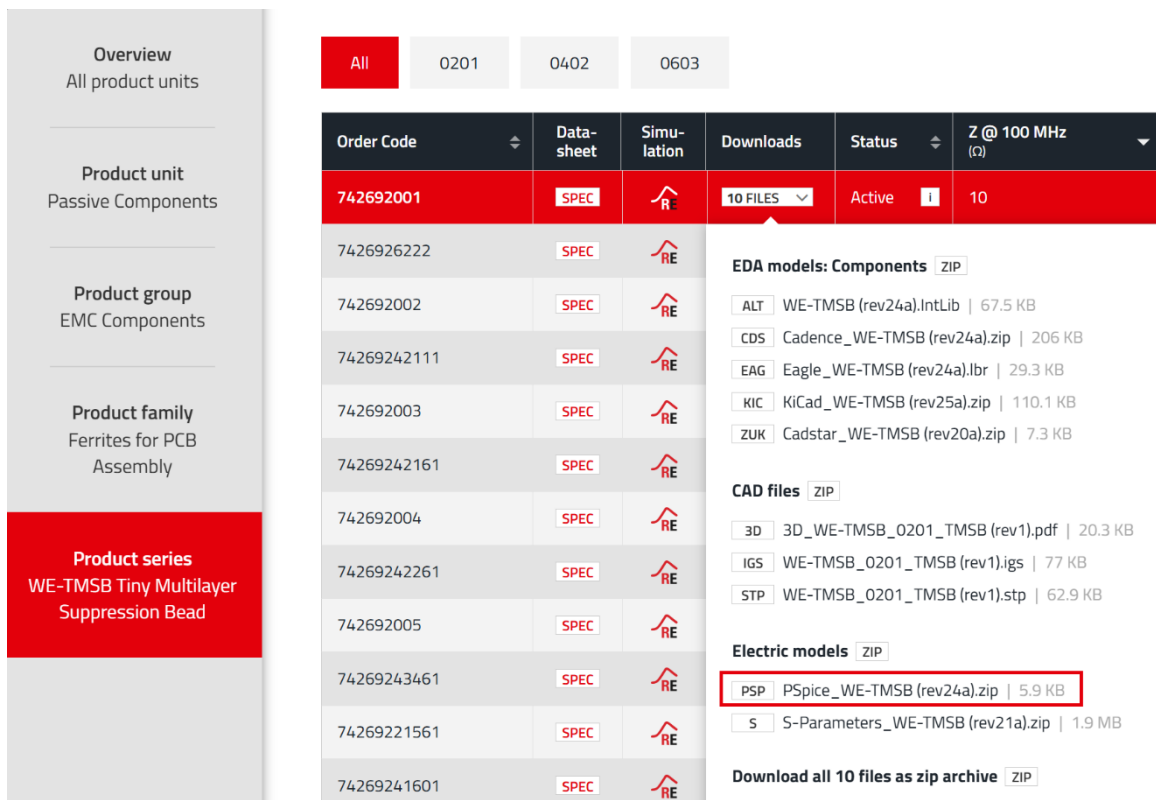 Overview
All product units
Product unit
Passive Components
Product group
EMC Components
Product family
Ferrites for PCB
Assembly
Product series
WE-TMSB Tiny Multilayer
Suppression Bead
All 0201 0402 0603
Order Code Data-sheet Simu-lation Downloads Status Z @ 100 MHz (Ω)
742692001 SPEC RE 10 FILES Active i 10
7426926222 SPEC RE
742692002 SPEC RE
74269242111 SPEC RE
742692003 SPEC RE
74269242161 SPEC RE
742692004 SPEC RE
74269242261 SPEC RE
742692005 SPEC RE
74269243461 SPEC RE
74269221561 SPEC RE
74269241601 SPEC RE
EDA models: Components ZIP
ALT WE-TMSB (rev24a).IntLib | 67.5 KB
CDS Cadence_WE-TMSB (rev24a).zip | 206 KB
EAG Eagle_WE-TMSB (rev24a).lbr | 29.3 KB
KIC KiCad_WE-TMSB (rev25a).zip | 110.1 KB
ZUK Cadstar_WE-TMSB (rev20a).zip | 7.3 KB
CAD files ZIP
3D 3D_WE-TMSB_0201_TMSB (rev1).pdf | 20.3 KB
IGS WE-TMSB_0201_TMSB (rev1).igs | 77 KB
STP WE-TMSB_0201_TMSB (rev1).stp | 62.9 KB
Electric models ZIP
PSP PSpice_WE-TMSB (rev24a).zip | 5.9 KB
S S-Parameters_WE-TMSB (rev21a).zip | 1.9 MB
Download all 10 files as zip archive ZIP